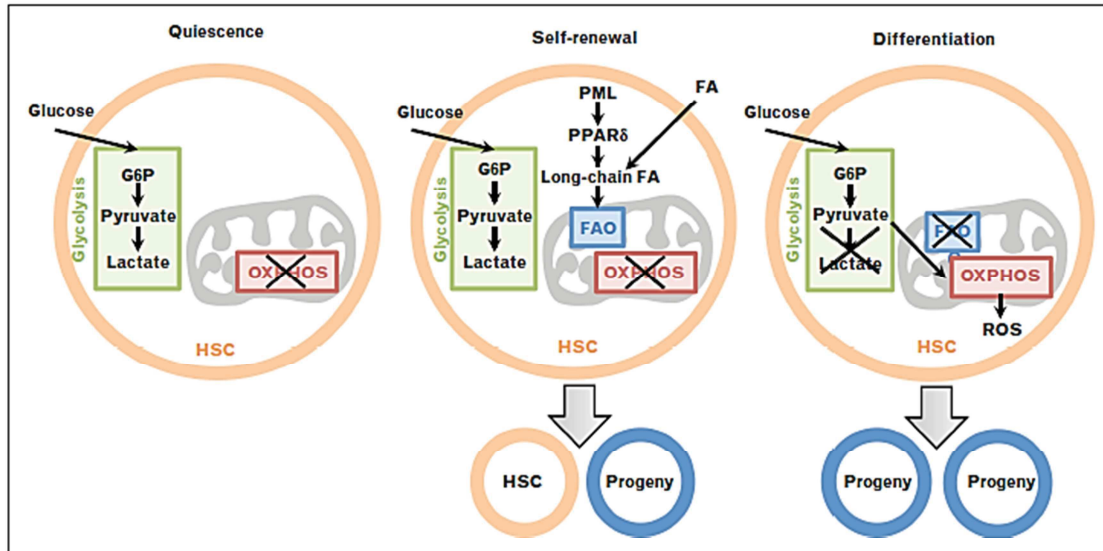 Quiescence
Glucose
Glycolysis
G6P
Pyruvate
Lactate
OXPHOS
HSC
Self-renewal
Glucose
Glycolysis
G6P
Pyruvate
Lactate
PML
PPARδ
FA
Long-chain FA
FAO
OXPHOS
HSC
HSC
Progeny
Differentiation
Glucose
Glycolysis
G6P
Pyruvate
Lactate
FAO
OXPHOS
ROS
HSC
Progeny
Progeny